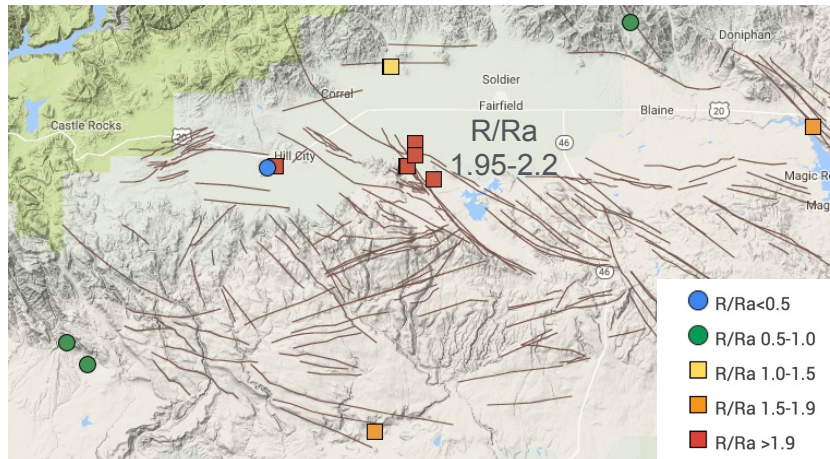 Doniphan
Soldier
Corral
Fairfield
Blaine
20
Castle Rocks
20
R/Ra
1.95-2.2
46
Hill City
Magic Re
Mag
46
R/Ra<0.5
R/Ra 0.5-1.0
R/Ra 1.0-1.5
R/Ra 1.5-1.9
R/Ra >1.9